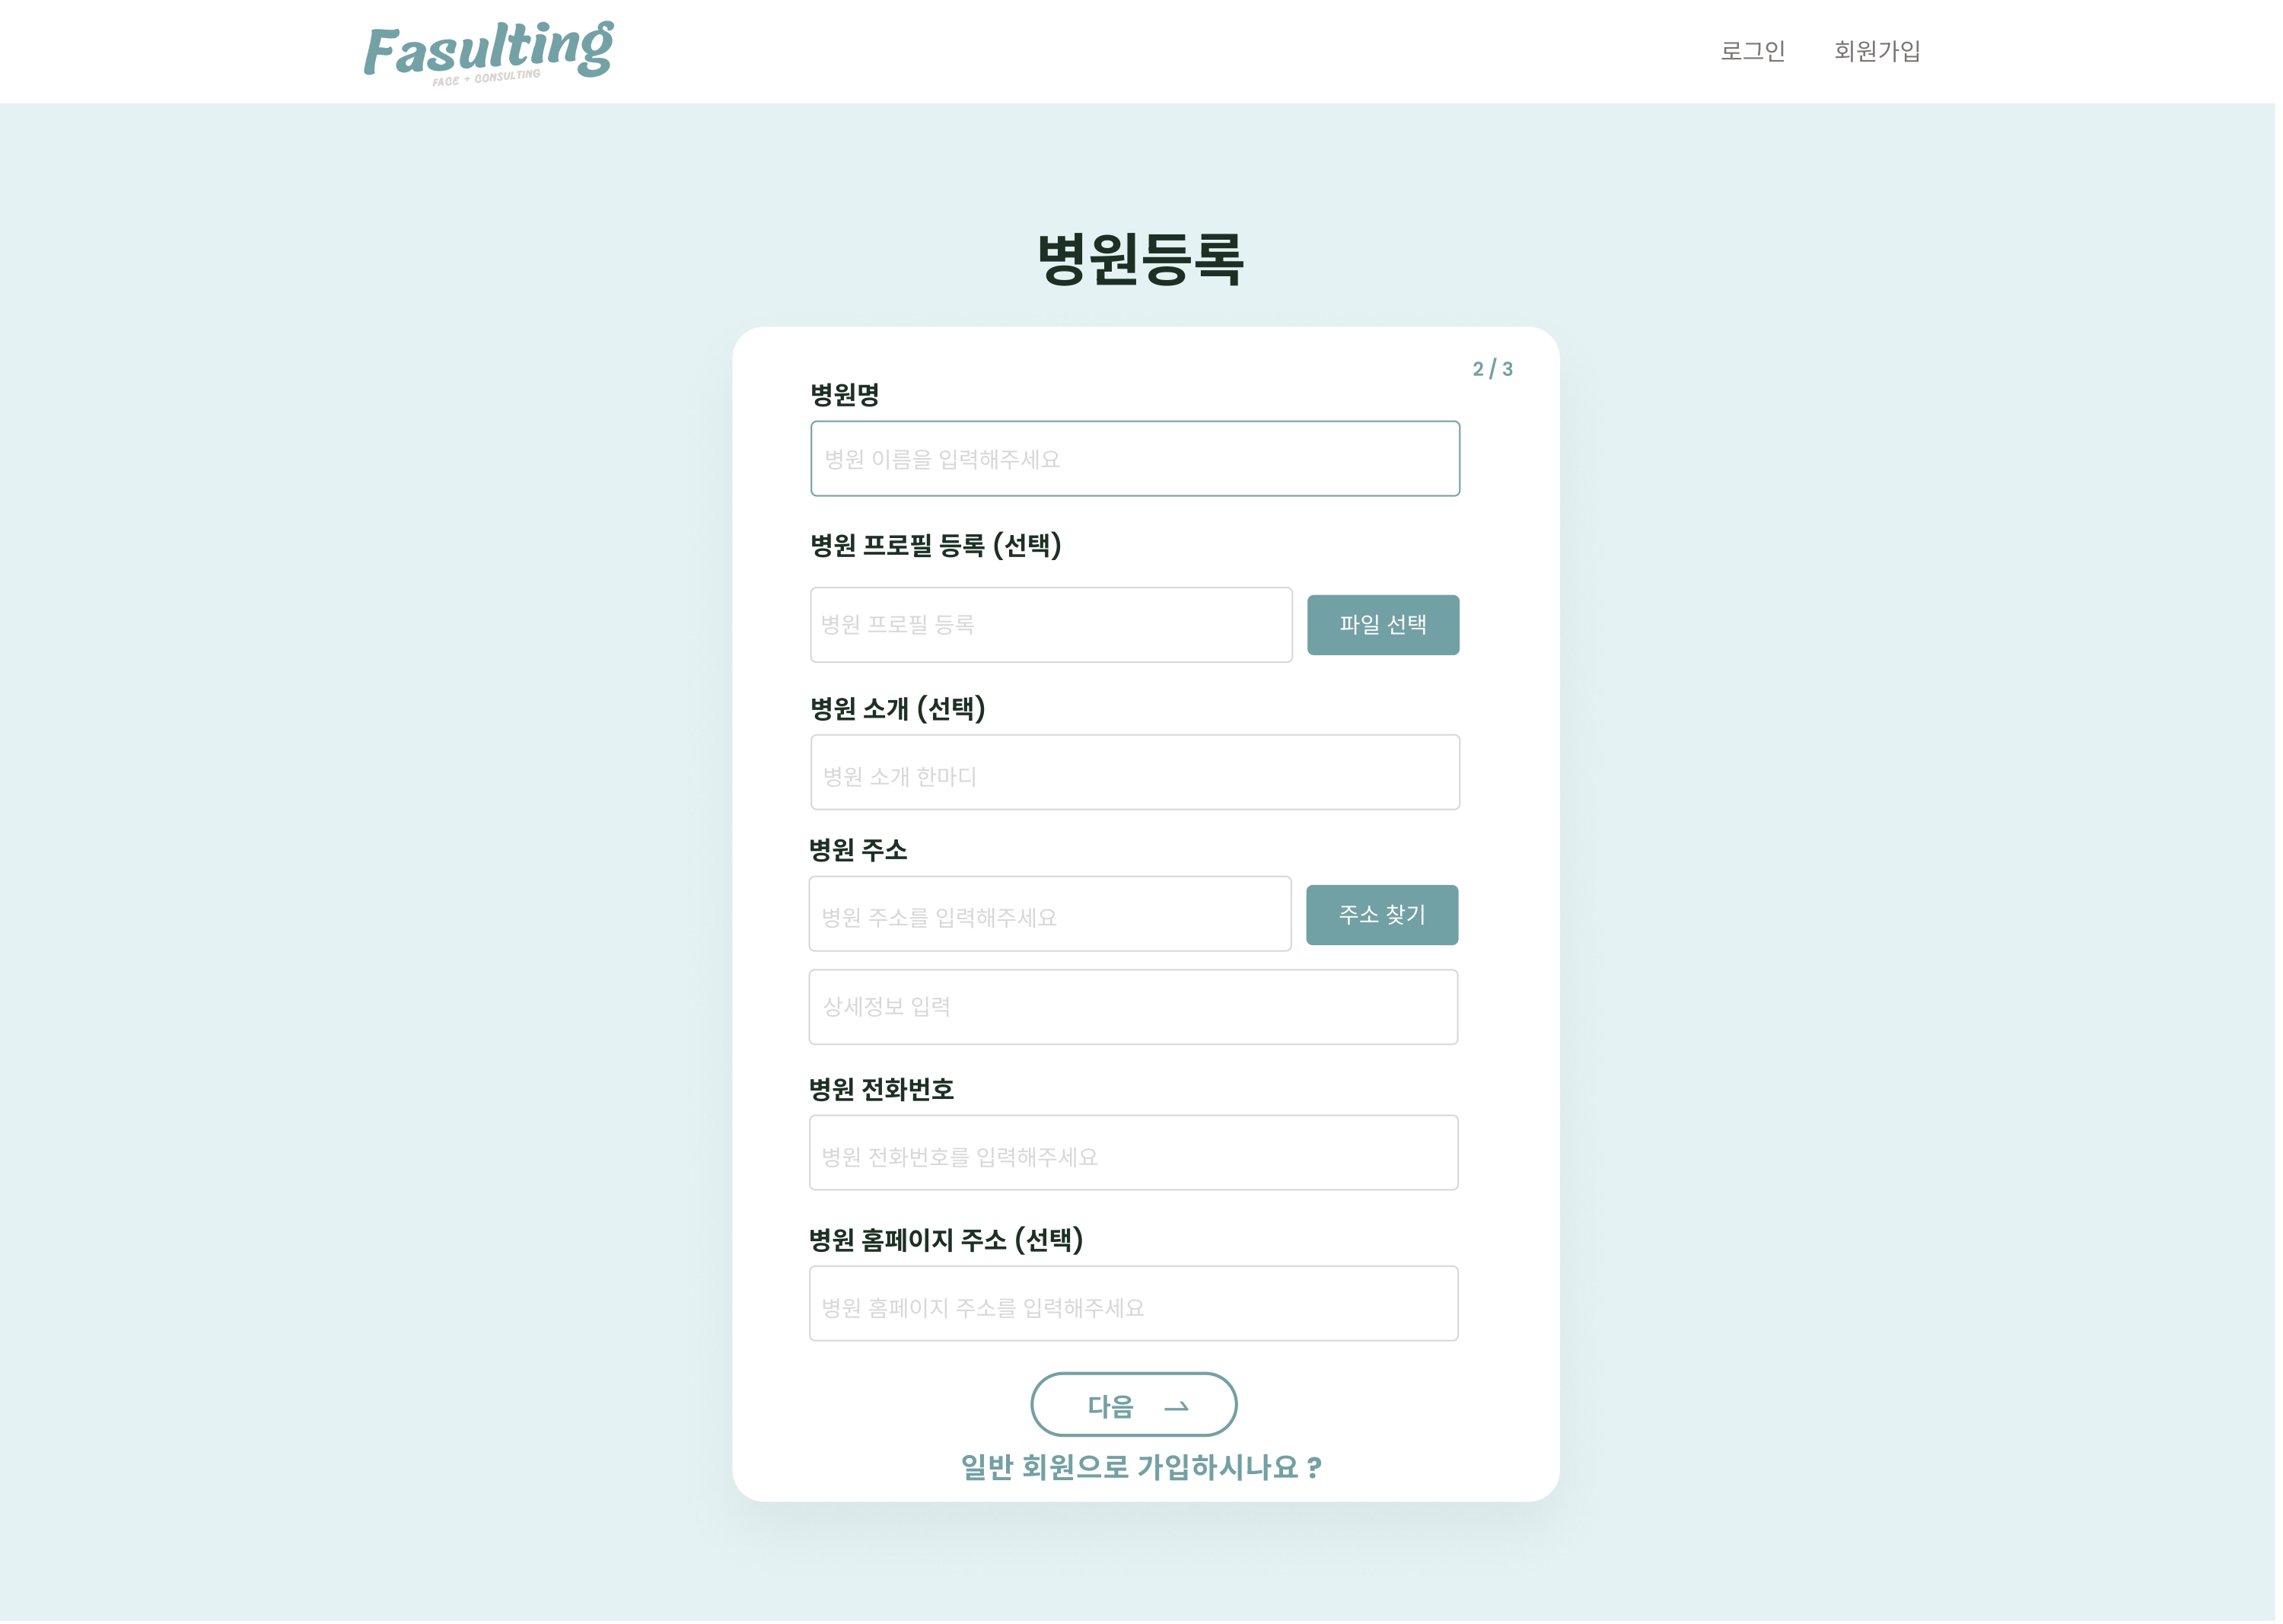 Fasulting
FACE + CONSULTING
로그인 회원가입
병원등록
2 / 3
병원명
병원 이름을 입력해주세요
병원 프로필 등록 (선택)
병원 프로필 등록 파일 선택
병원 소개 (선택)
병원 소개 한마디
병원 주소
병원 주소를 입력해주세요 주소 찾기
상세정보 입력
병원 전화번호
병원 전화번호를 입력해주세요
병원 홈페이지 주소 (선택)
병원 홈페이지 주소를 입력해주세요
다음
일반 회원으로 가입하시나요 ?